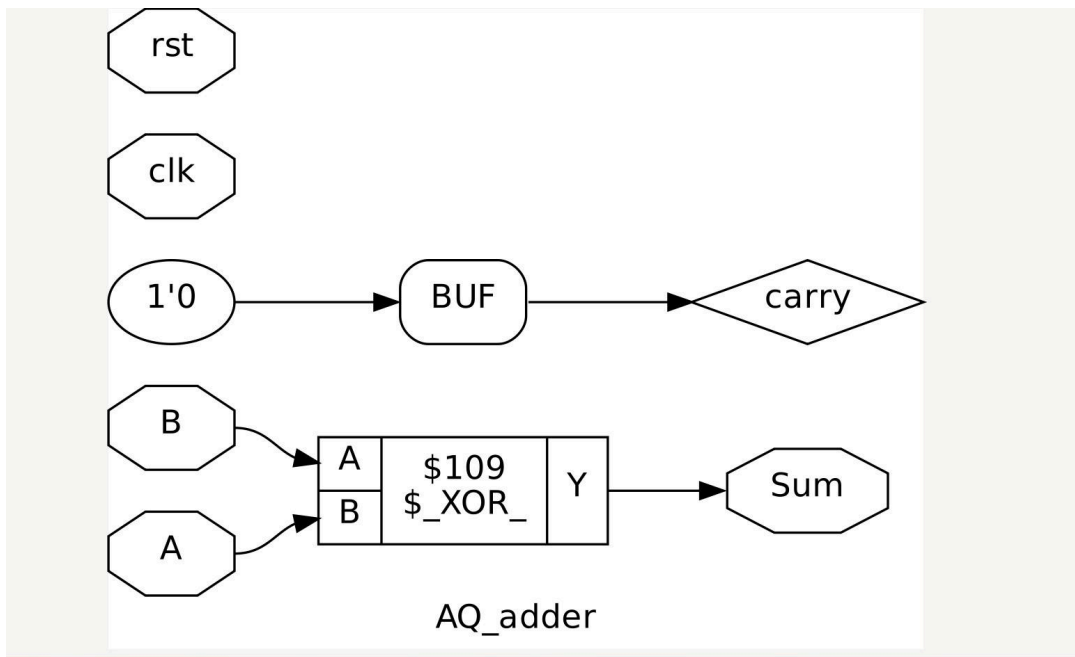 rst
clk
1'0
BUF
carry
B
A
$109
$_XOR_
B
Y
Sum
A
AQ_adder